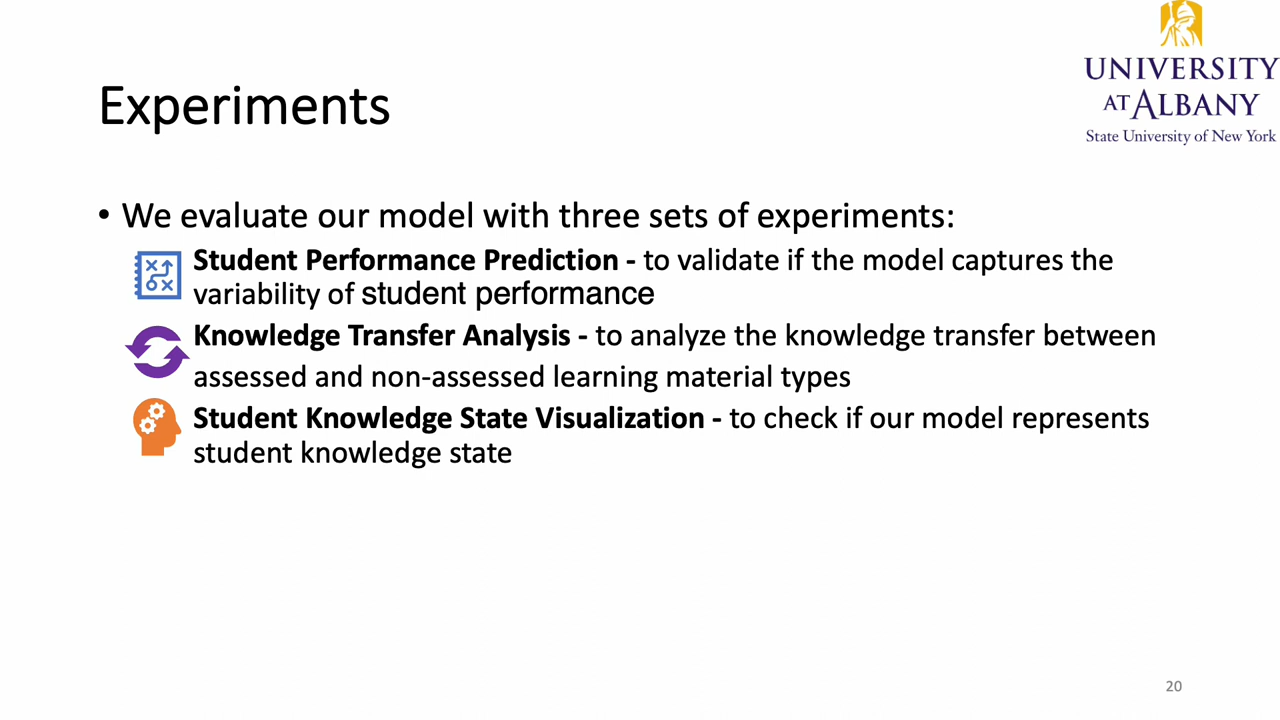 UNIVERSITY
AT ALBANY
State University of New York
Experiments
• We evaluate our model with three sets of experiments:
Student Performance Prediction - to validate if the model captures the
variability of student performance
Knowledge Transfer Analysis - to analyze the knowledge transfer between
assessed and non-assessed learning material types
Student Knowledge State Visualization - to check if our model represents
student knowledge state
20